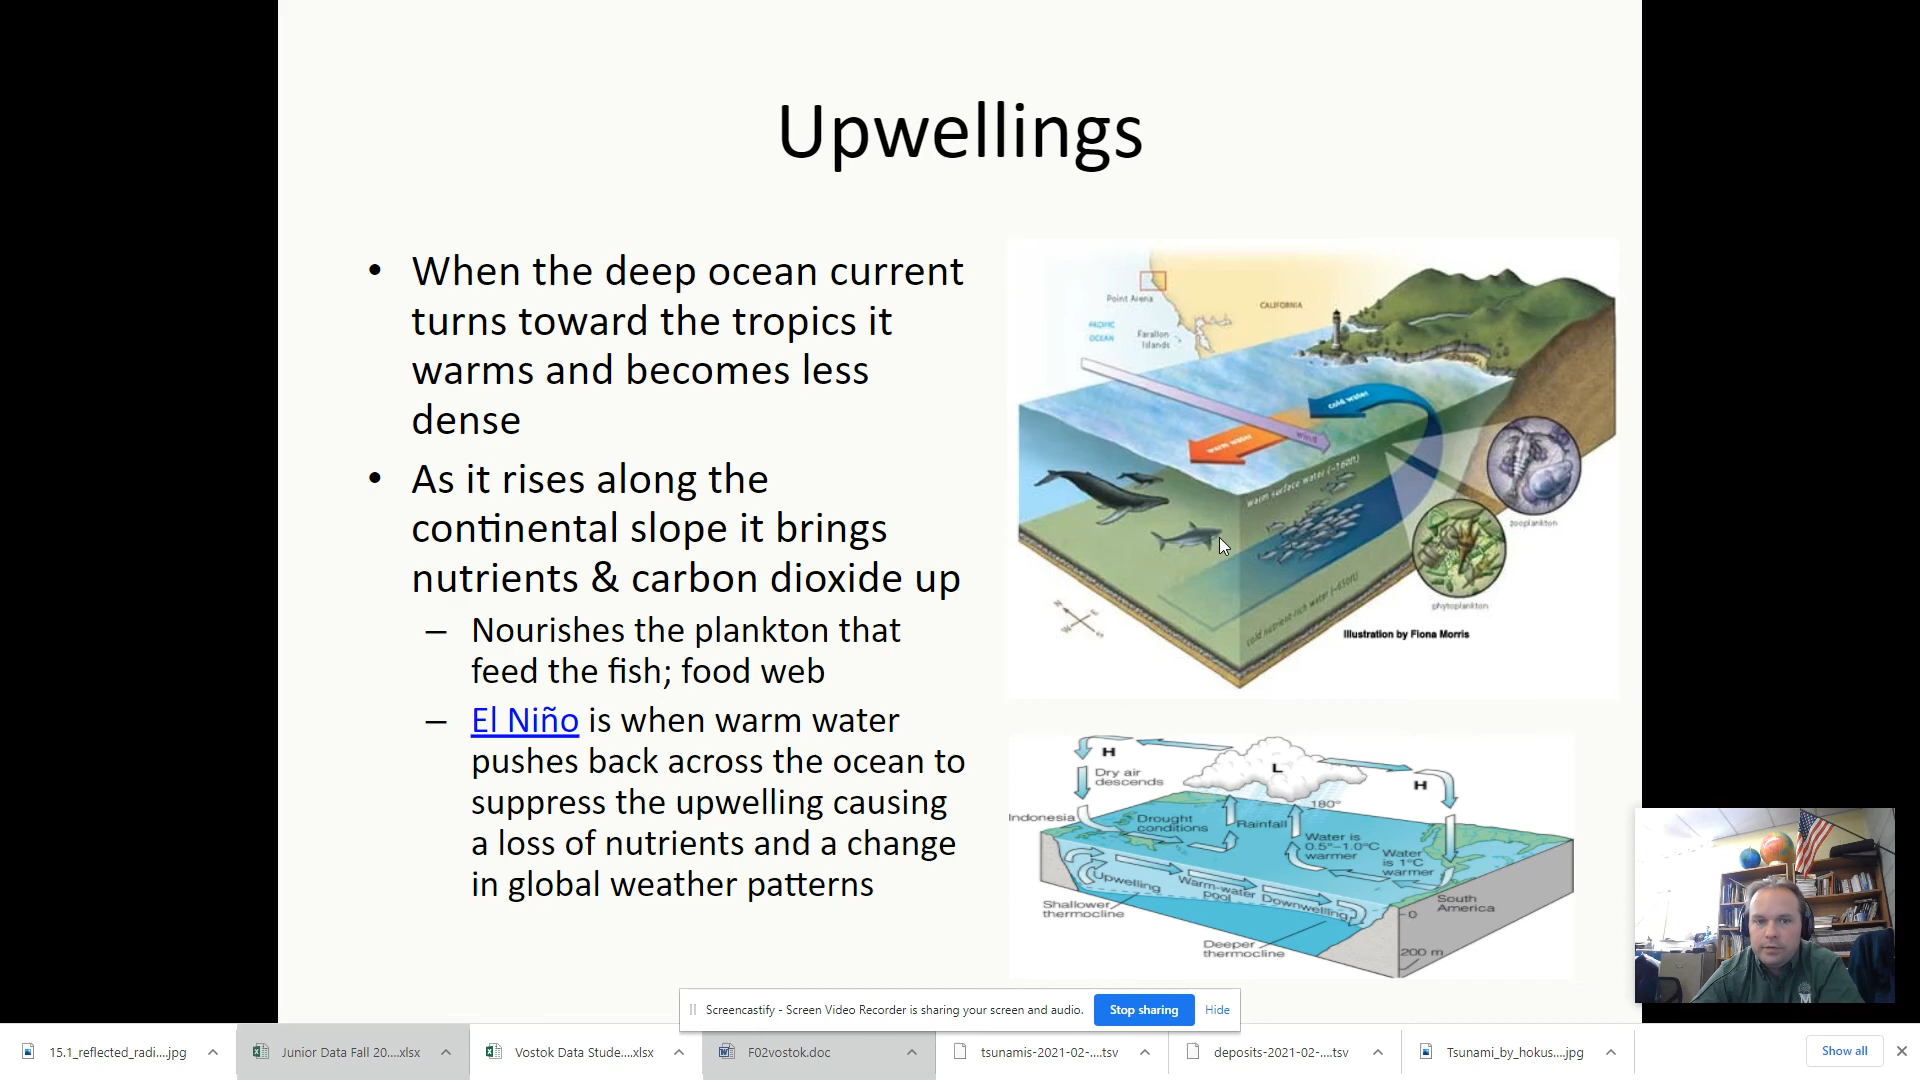 Upwellings
• When the deep ocean current
turns toward the tropics it
warms and becomes less
dense
• As it rises along the
continental slope it brings
nutrients & carbon dioxide up
– Nourishes the plankton that
feed the fish; food web
– El Niño is when warm water
pushes back across the ocean to
suppress the upwelling causing
a loss of nutrients and a change
in global weather patterns
Point Arena
CALIFORNIA
PACIFIC
OCEAN
Farallon
Islands
cold water
warm water
wind
warm surface water (~160ft)
zooplankton
phytoplankton
cold nutrient-rich water (~650ft)
Illustration by Fiona Morris
H
L
H
Dry air
descends
180°
Indonesia
Drought
conditions
Rainfall
Water is
0.5°–1.0°C
warmer
Water
is 1°C
warmer
Upwelling
Warm-water
pool
Downwelling
South
America
Shallower
thermocline
0
Deeper
thermocline
200 m
Screencastify - Screen Video Recorder is sharing your screen and audio.
Stop sharing
Hide
15.1_reflected_radi....jpg
Junior Data Fall 20....xlsx
Vostok Data Stude....xlsx
F02vostok.doc
tsunamis-2021-02-....tsv
deposits-2021-02-....tsv
Tsunami_by_hokus....jpg
Show all